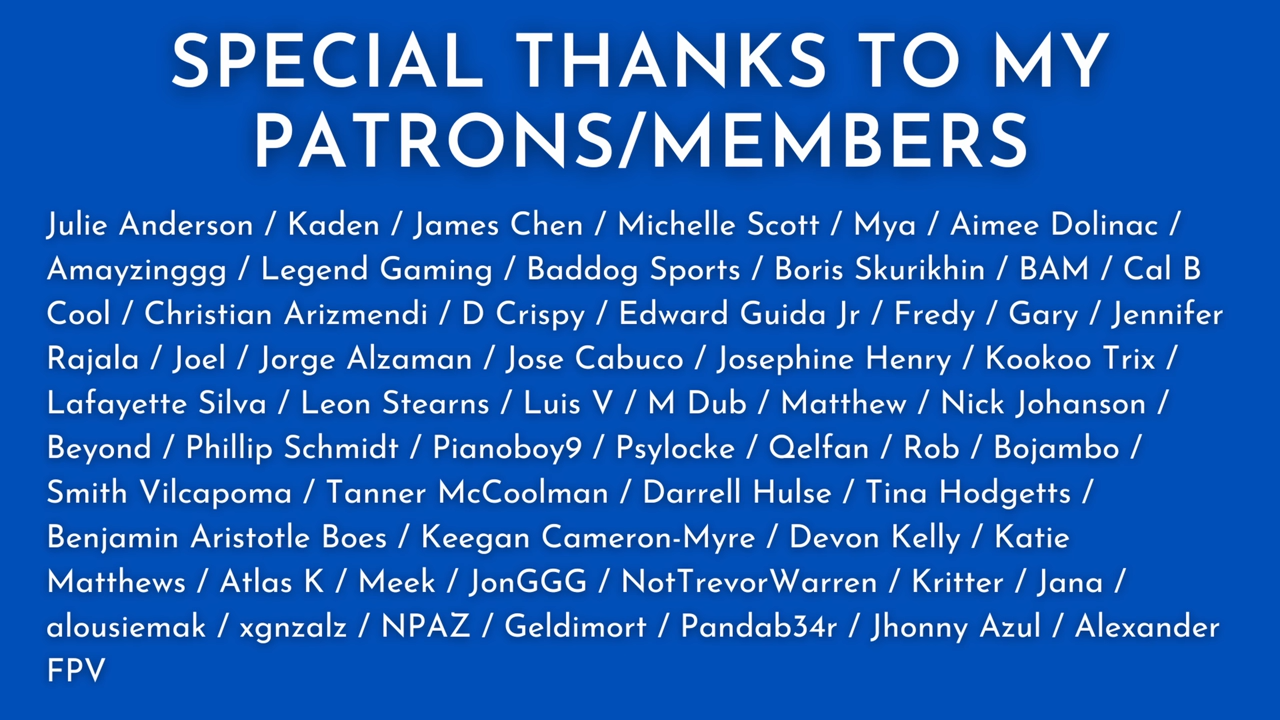 SPECIAL THANKS TO MY
PATRONS/MEMBERS
Julie Anderson / Kaden / James Chen / Michelle Scott / Mya / Aimee Dolinac /
Amayzinggg / Legend Gaming / Baddog Sports / Boris Skurikhin / BAM / Cal B
Cool / Christian Arizmendi / D Crispy / Edward Guida Jr / Fredy / Gary / Jennifer
Rajala / Joel / Jorge Alzaman / Jose Cabuco / Josephine Henry / Kookoo Trix /
Lafayette Silva / Leon Stearns / Luis V / M Dub / Matthew / Nick Johanson /
Beyond / Phillip Schmidt / Pianoboy9 / Psylocke / Qelfan / Rob / Bojambo /
Smith Vilcapoma / Tanner McCoolman / Darrell Hulse / Tina Hodgetts /
Benjamin Aristotle Boes / Keegan Cameron-Myre / Devon Kelly / Katie
Matthews / Atlas K / Meek / JonGGG / NotTrevorWarren / Kritter / Jana /
alousiemak / xgnzalz / NPAZ / Geldimort / Pandab34r / Jhonny Azul / Alexander
FPV